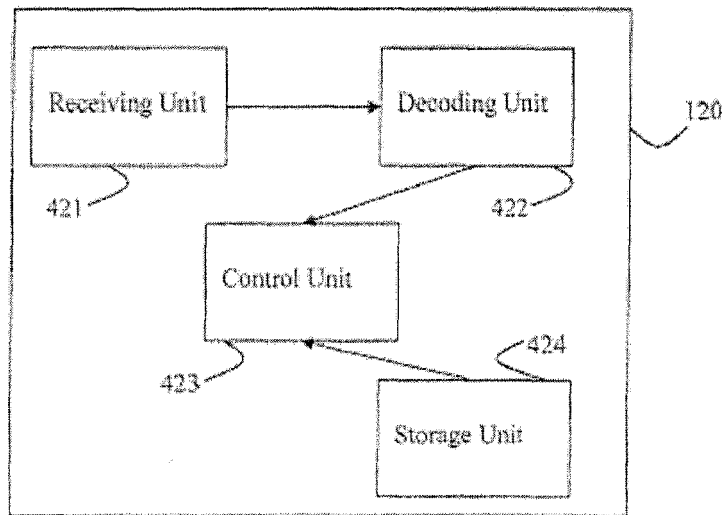 Receiving Unit
Decoding Unit
120
421
422
Control Unit
423
424
Storage Unit